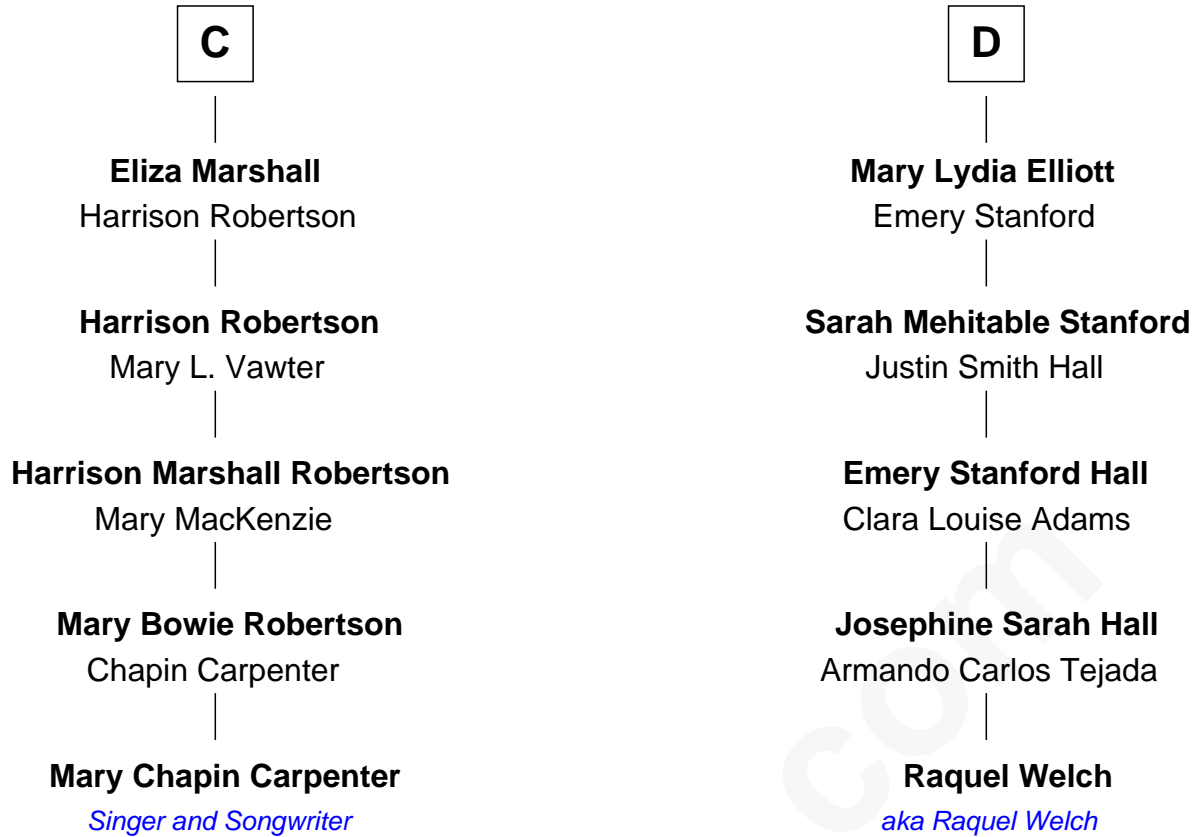 C
Eliza Marshall
Harrison Robertson
Harrison Robertson
Mary L. Vawter
Harrison Marshall Robertson
Mary MacKenzie
Mary Bowie Robertson
Chapin Carpenter
Mary Chapin Carpenter
Singer and Songwriter
D
Mary Lydia Elliott
Emery Stanford
Sarah Mehitable Stanford
Justin Smith Hall
Emery Stanford Hall
Clara Louise Adams
Josephine Sarah Hall
Armando Carlos Tejada
Raquel Welch
aka Raquel Welch
com